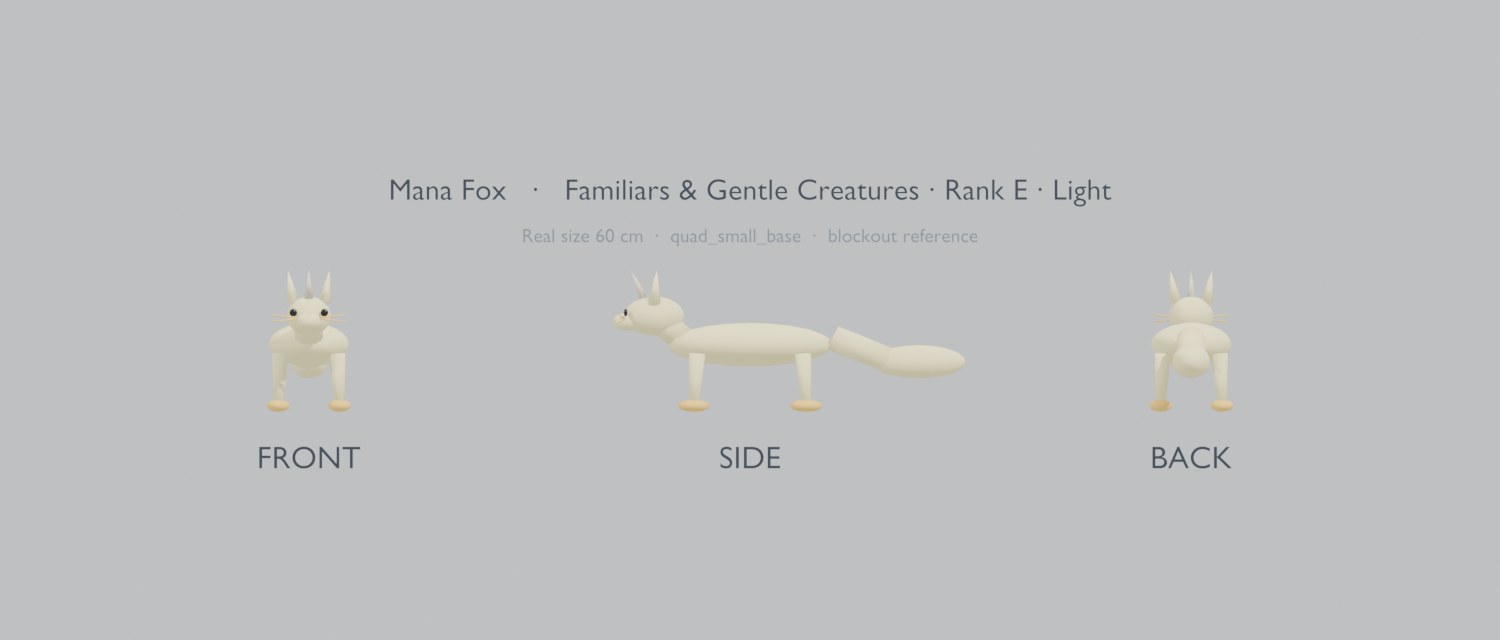 Mana Fox · Familiars & Gentle Creatures · Rank E · Light
Real size 60 cm · quad_small_base · blockout reference
FRONT SIDE BACK